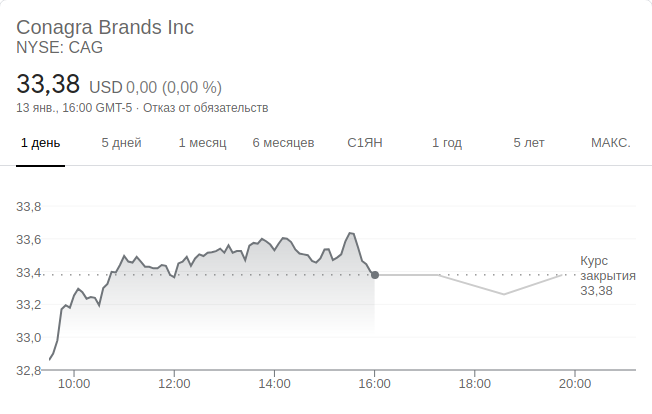 Conagra Brands Inc
NYSE: CAG
33,38 USD 0,00 (0,00 %)
13 янв., 16:00 GMT-5 · Отказ от обязательств
1 день 5 дней 1 месяц 6 месяцев С1ЯН 1 год 5 лет МАКС.
33,8
33,6
33,4
33,2
33,0
32,8
Курс
закрытия
33,38
10:00 12:00 14:00 16:00 18:00 20:00